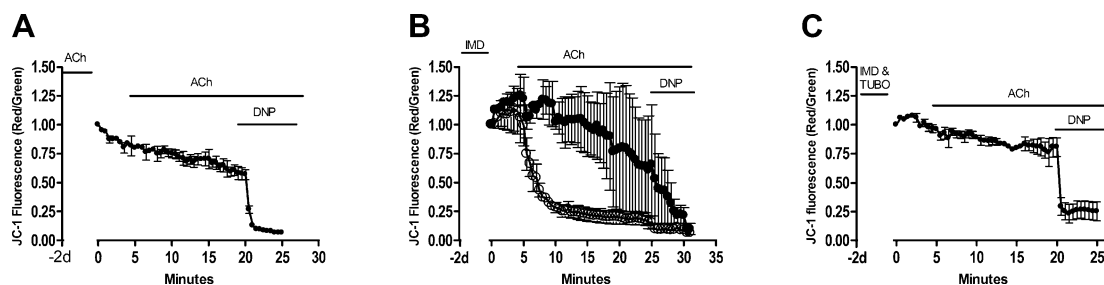 A
B
C
ACh
ACh
DNP
JC-1 Fluorescence (Red/Green)
1.50
1.25
1.00
0.75
0.50
0.25
0.00
-2d
0 5 10 15 20 25 30
Minutes
IMD
ACh
DNP
JC-1 Fluorescence (Red/Green)
1.50
1.25
1.00
0.75
0.50
0.25
0.00
-2d
0 5 10 15 20 25 30 35
Minutes
IMD &
TUBO
ACh
DNP
JC-1 fluorescence (Red/Green)
1.50
1.25
1.00
0.75
0.50
0.25
0.00
-2d
0 5 10 15 20 25
Minutes